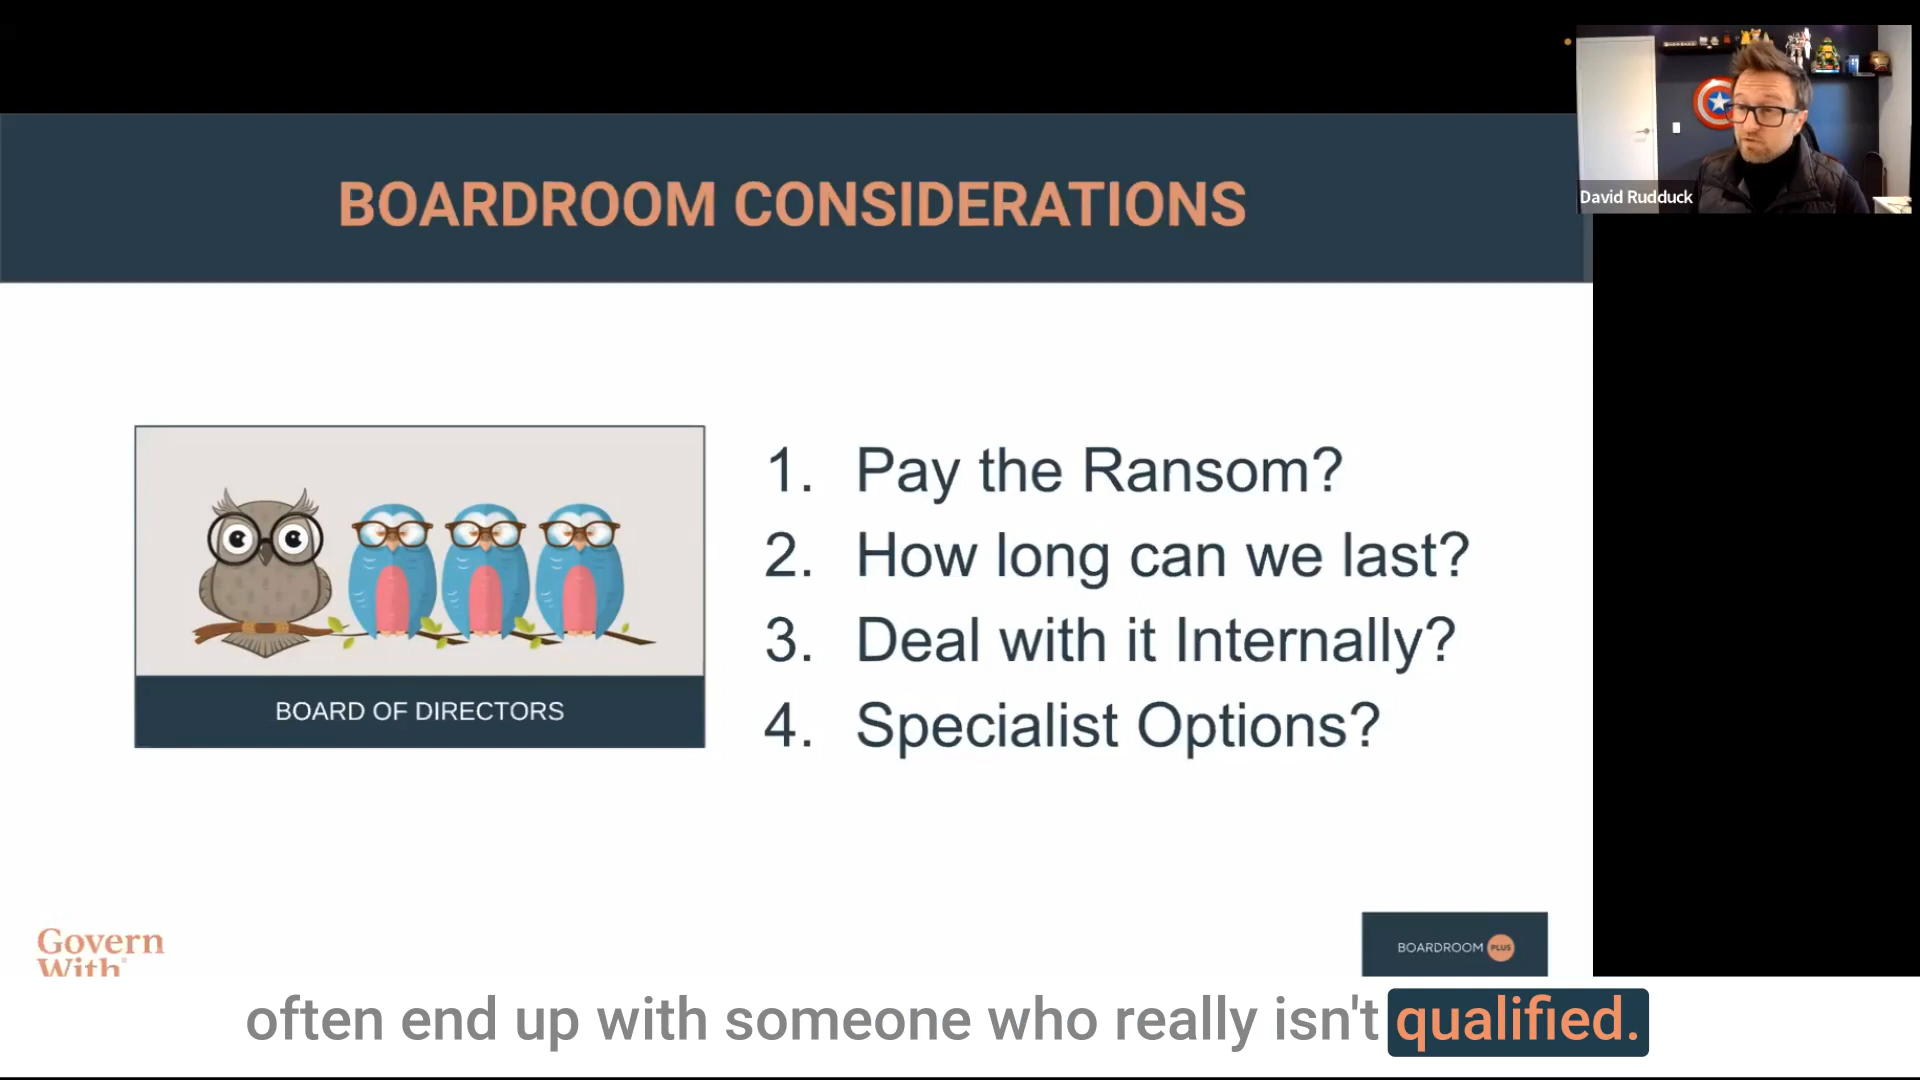 David Rudduck
BOARDROOM CONSIDERATIONS
1. Pay the Ransom?
2. How long can we last?
3. Deal with it Internally?
4. Specialist Options?
BOARD OF DIRECTORS
Govern
With
BOARDROOM PLUS
often end up with someone who really isn't qualified.